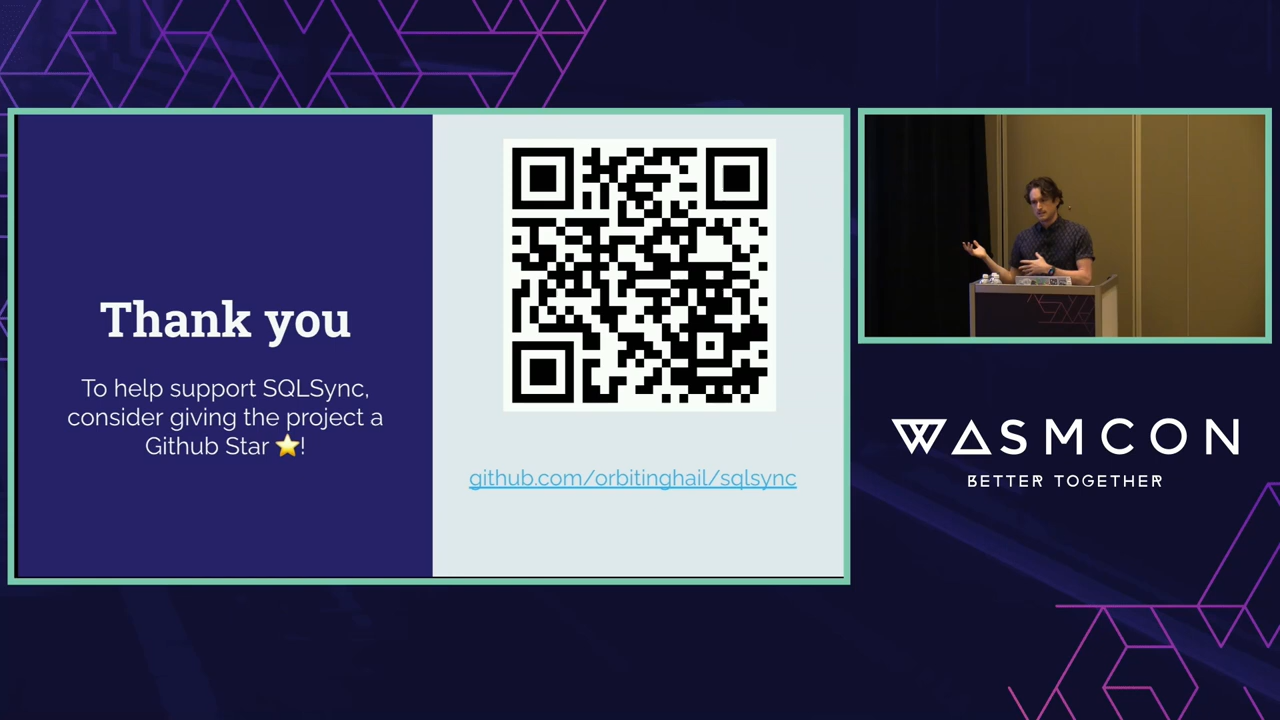 Thank you
To help support SQLSync,
consider giving the project a
Github Star ⭐!
github.com/orbitinghail/sqlsync
WASMCON
BETTER TOGETHER